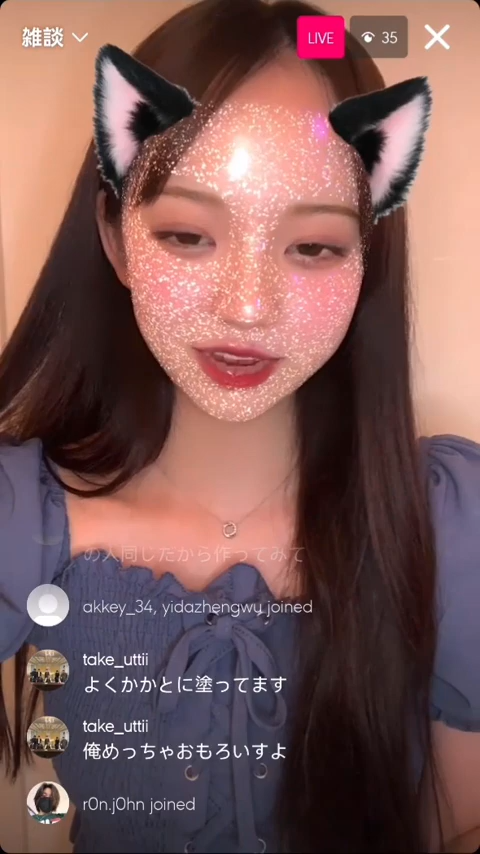 雑談
LIVE
35
の人同じたから作ってみて
akkey_34, yidazhengwu joined
take_uttii
よくかかとに塗ってます
take_uttii
俺めっちゃおもろいすよ
r0n.j0hn joined